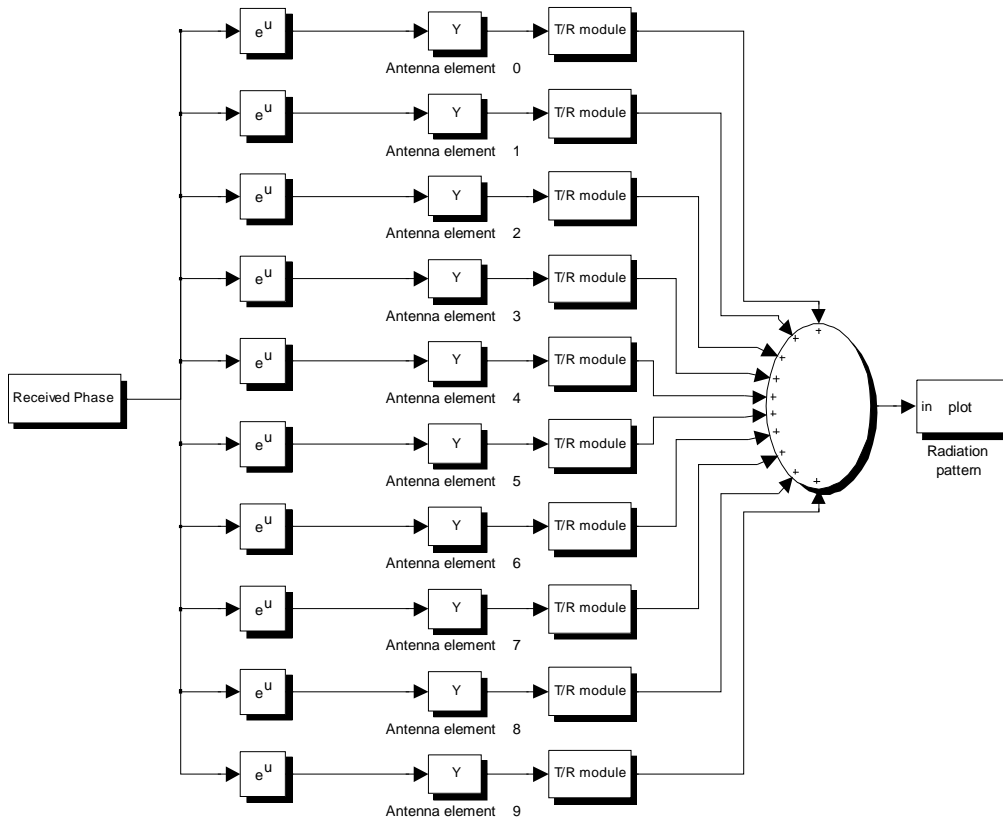 e^u Y T/R module
Antenna element 0
e^u Y T/R module
Antenna element 1
e^u Y T/R module
Antenna element 2
e^u Y T/R module
Antenna element 3
e^u Y T/R module
Antenna element 4
Received Phase
e^u Y T/R module
Antenna element 5
e^u Y T/R module
Antenna element 6
e^u Y T/R module
Antenna element 7
e^u Y T/R module
Antenna element 8
e^u Y T/R module
Antenna element 9
+
+
+
+
+
+
+
+
+
+
in plot
Radiation
pattern